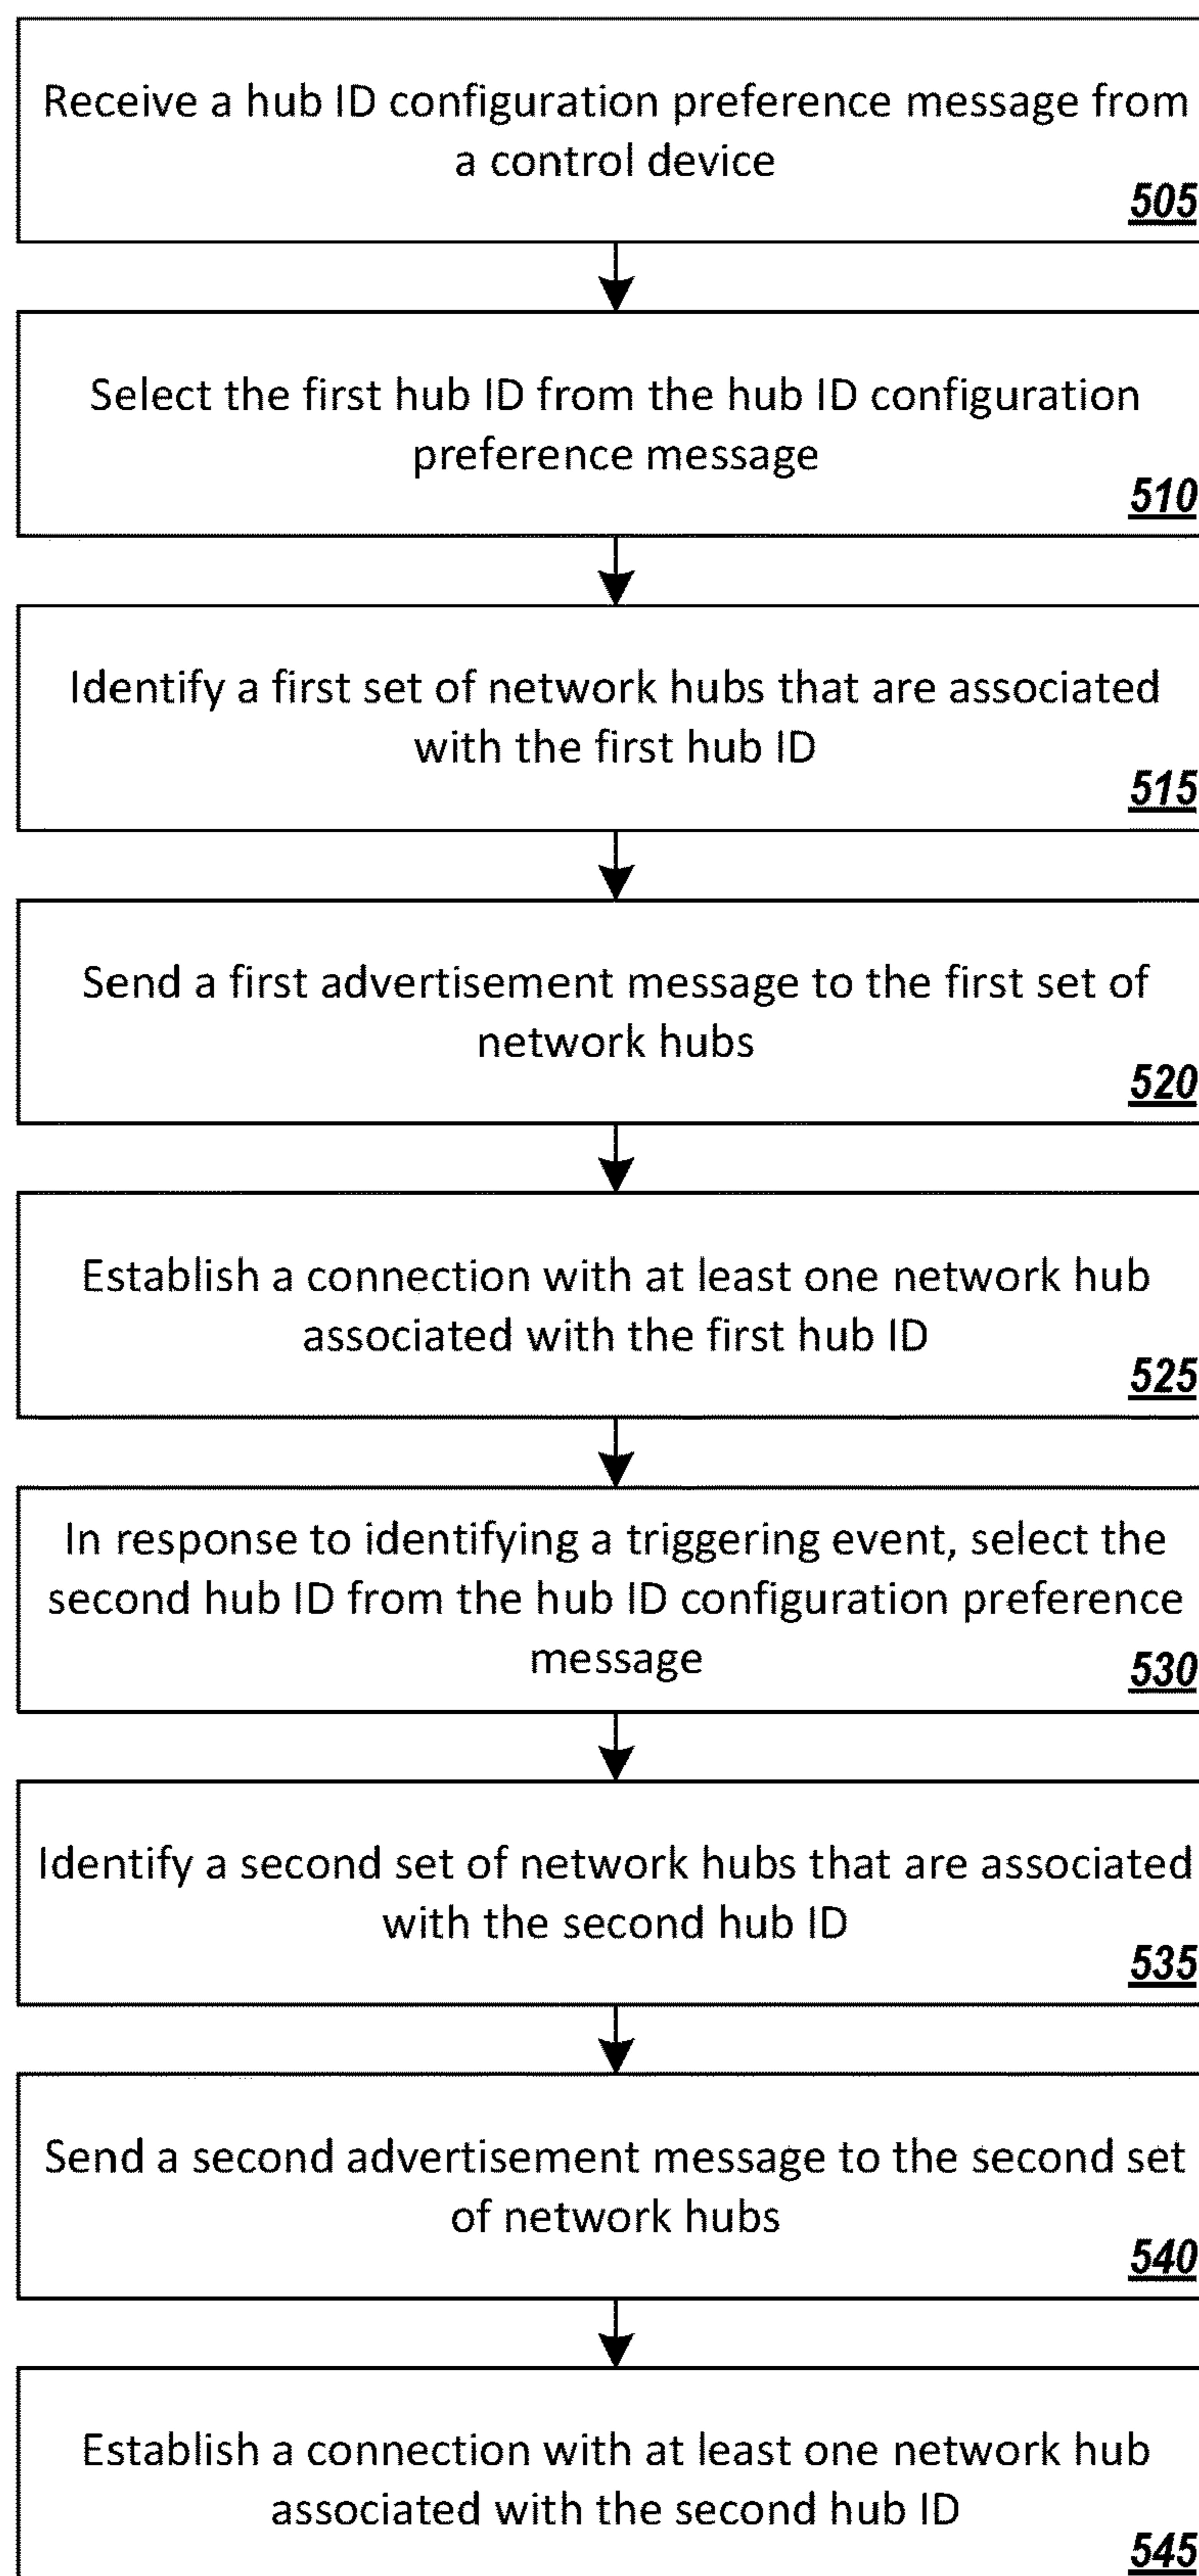 Receive a hub ID configuration preference message from
a control device
505
Select the first hub ID from the hub ID configuration
preference message
510
Identify a first set of network hubs that are associated
with the first hub ID
515
Send a first advertisement message to the first set of
network hubs
520
Establish a connection with at least one network hub
associated with the first hub ID
525
In response to identifying a triggering event, select the
second hub ID from the hub ID configuration preference
message
530
Identify a second set of network hubs that are associated
with the second hub ID
535
Send a second advertisement message to the second set
of network hubs
540
Establish a connection with at least one network hub
associated with the second hub ID
545